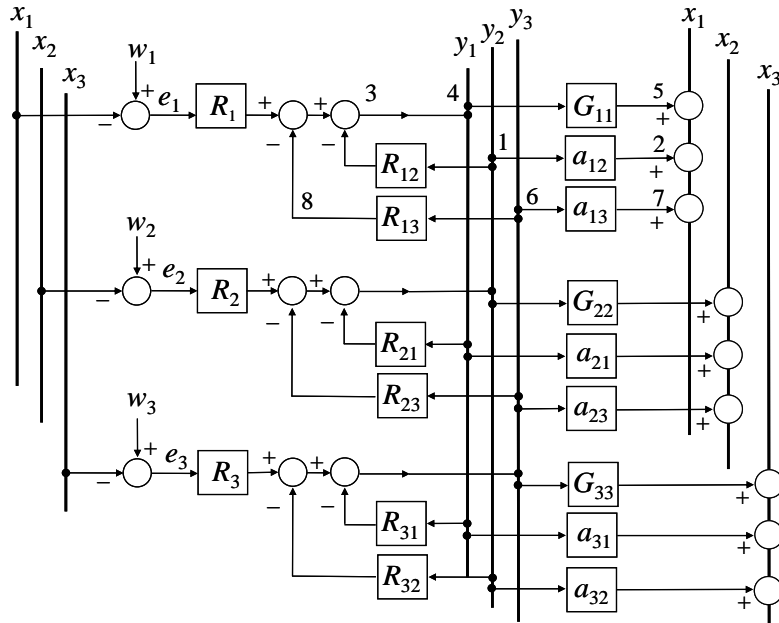 x1 x2 x3 y1 y2 y3 x1 x2 x3
w1
+ − e1 R1 + − + − 3 4 G11 5 +
R12 1 a12 2 +
8 R13 6 a13 7 +
w2
+ − e2 R2 + − + − G22 +
R21 a21 +
R23 a23 +
w3
+ − e3 R3 + − + − G33 +
R31 a31 +
R32 a32 +